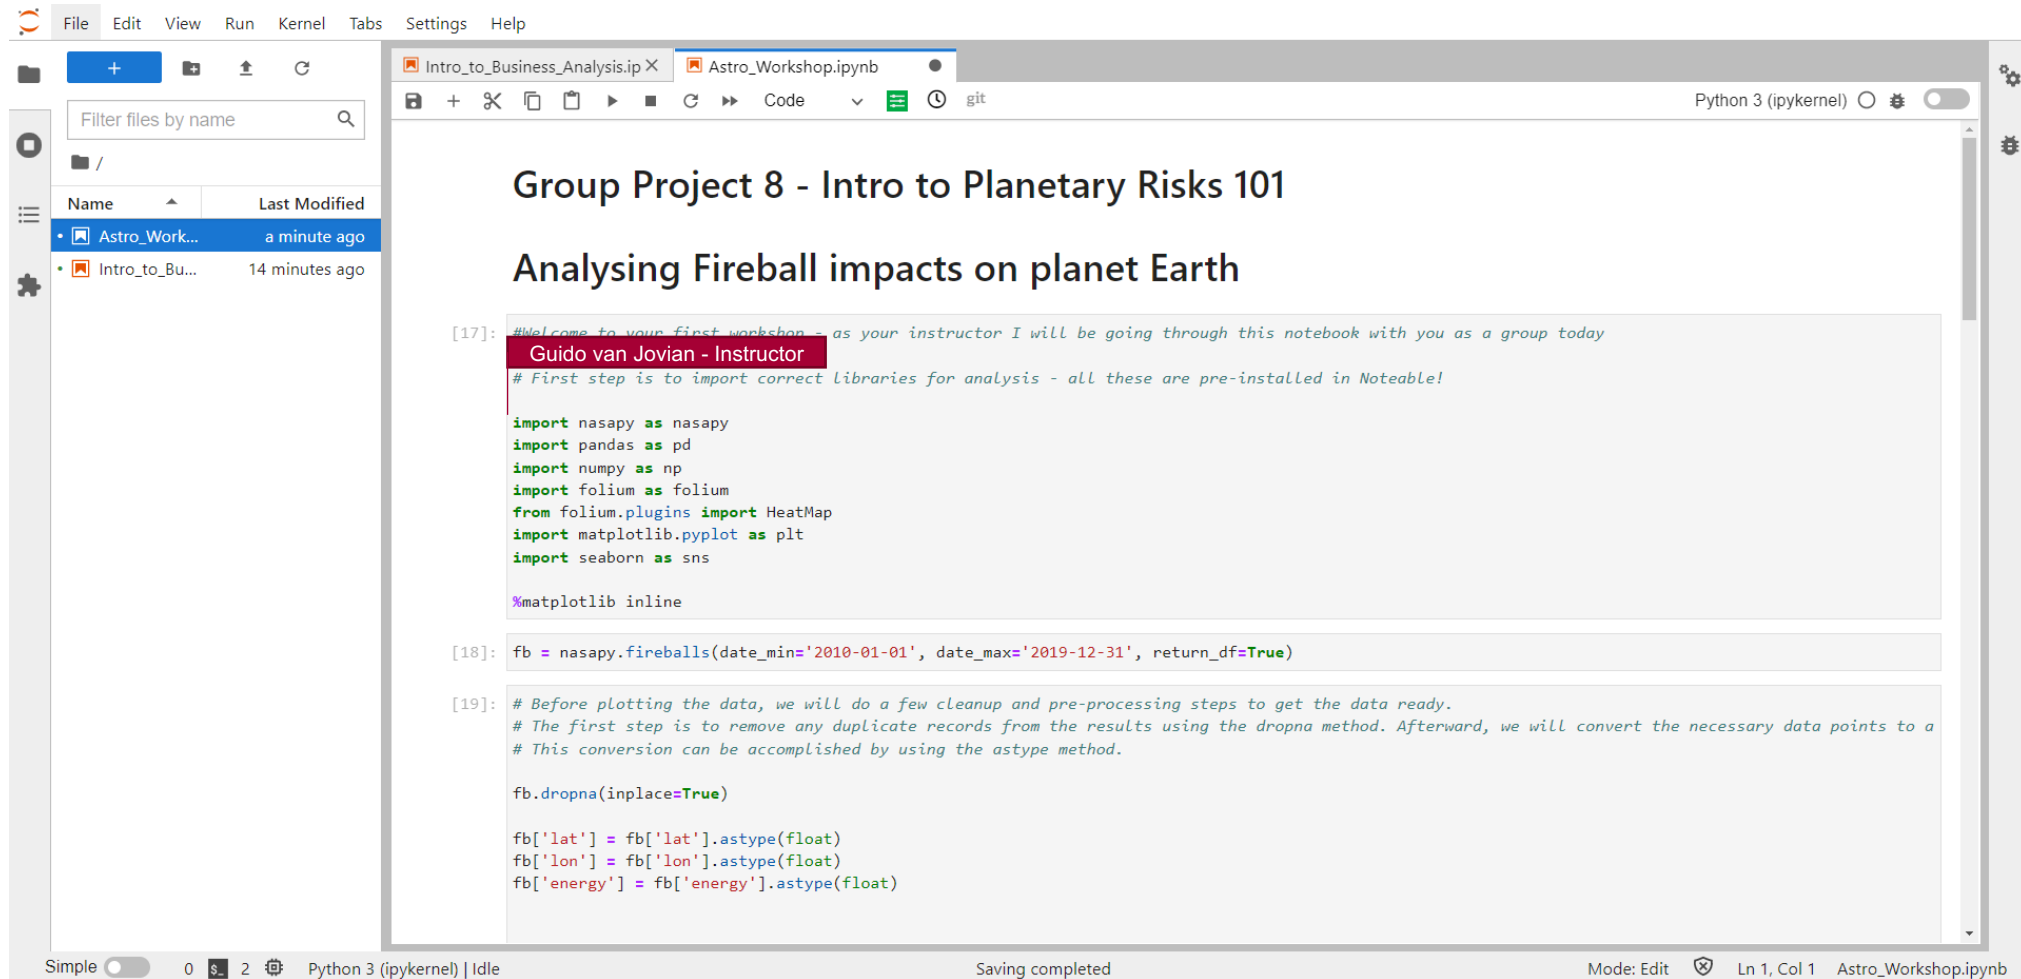 File Edit View Run Kernel Tabs Settings Help
+
Filter files by name
/
Name Last Modified
Astro_Work... a minute ago
Intro_to_Bu... 14 minutes ago
Intro_to_Business_Analysis.ip
Astro_Workshop.ipynb
Code
git
Python 3 (ipykernel)
Group Project 8 - Intro to Planetary Risks 101
Analysing Fireball impacts on planet Earth
[17]: #Welcome to your first workshop - as your instructor I will be going through this notebook with you as a group today
Guido van Jovian - Instructor
# First step is to import correct libraries for analysis - all these are pre-installed in Noteable!
import nasapy as nasapy
import pandas as pd
import numpy as np
import folium as folium
from folium.plugins import HeatMap
import matplotlib.pyplot as plt
import seaborn as sns
%matplotlib inline
[18]: fb = nasapy.fireballs(date_min='2010-01-01', date_max='2019-12-31', return_df=True)
[19]: # Before plotting the data, we will do a few cleanup and pre-processing steps to get the data ready.
# The first step is to remove any duplicate records from the results using the dropna method. Afterward, we will convert the necessary data points to a
# This conversion can be accomplished by using the astype method.
fb.dropna(inplace=True)
fb['lat'] = fb['lat'].astype(float)
fb['lon'] = fb['lon'].astype(float)
fb['energy'] = fb['energy'].astype(float)
Simple 0 $_ 2 Python 3 (ipykernel) | Idle Saving completed Mode: Edit Ln 1, Col 1 Astro_Workshop.ipynb